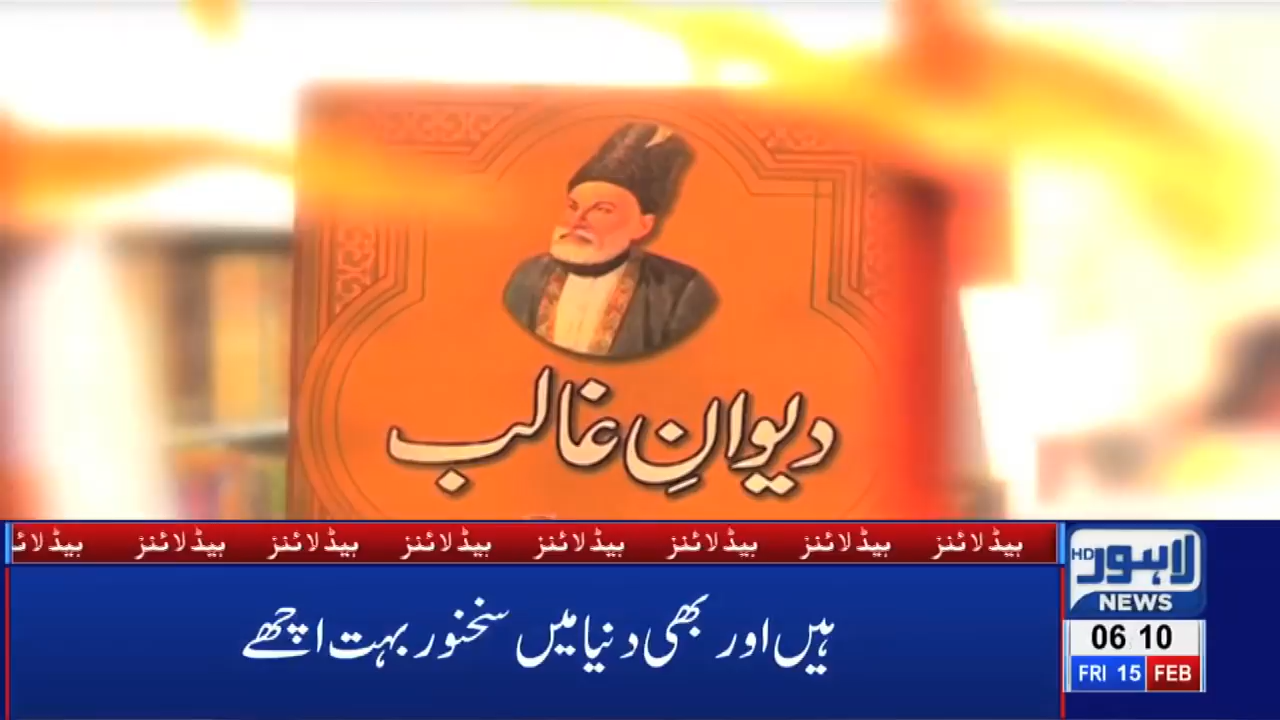 دیوانِ غالب
ہیڈلائنز ہیڈلائنز ہیڈلائنز ہیڈلائنز ہیڈلائنز ہیڈلائنز ہیڈلائنز ہیڈلائ
ہیں اور بھی دنیا میں سخنور بہت اچھے
لاہور HD
NEWS
06 10
FRI 15 FEB